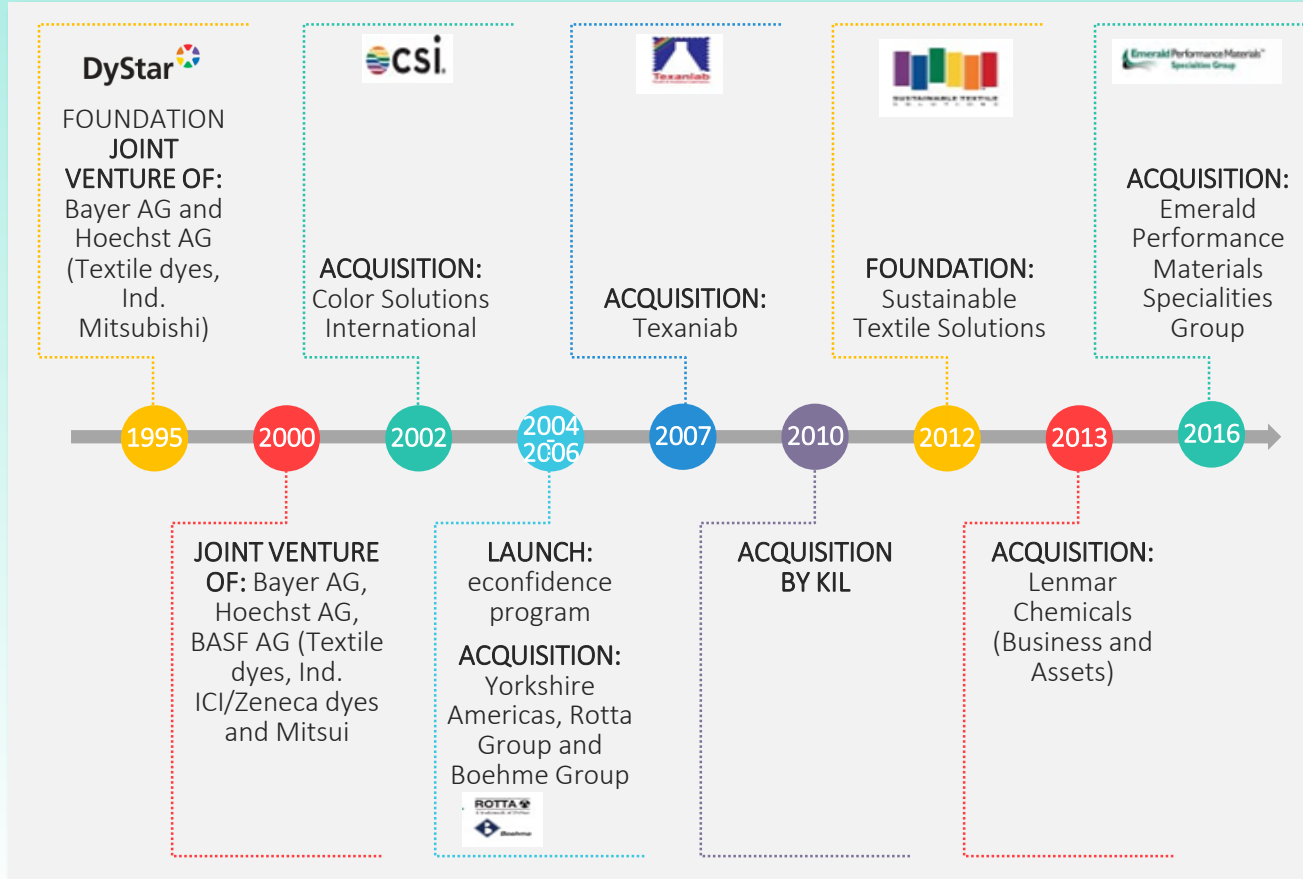 DyStar
FOUNDATION
JOINT
VENTURE OF:
Bayer AG and
Hoechst AG
(Textile dyes,
Ind.
Mitsubishi)
csi.
ACQUISITION:
Color Solutions
International
Texanlab
ACQUISITION:
Texaniab
SUSTAINABLE TEXTILE
SOLUTIONS
FOUNDATION:
Sustainable
Textile Solutions
Emerald Performance Materials™
Specialties Group
ACQUISITION:
Emerald
Performance
Materials
Specialities
Group
1995
2000
2002
2004
-
2006
2007
2010
2012
2013
2016
JOINT VENTURE
OF: Bayer AG,
Hoechst AG,
BASF AG (Textile
dyes, Ind.
ICI/Zeneca dyes
and Mitsui
LAUNCH:
econfidence
program
ACQUISITION:
Yorkshire
Americas, Rotta
Group and
Boehme Group
ROTTA
Boehme
ACQUISITION
BY KIL
ACQUISITION:
Lenmar
Chemicals
(Business and
Assets)